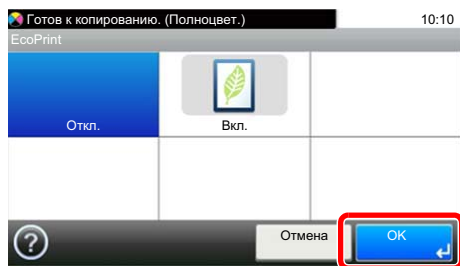 Готов к копированию. (Полноцвет.) 10:10
EcoPrint
Откл. Вкл.
? Отмена OK